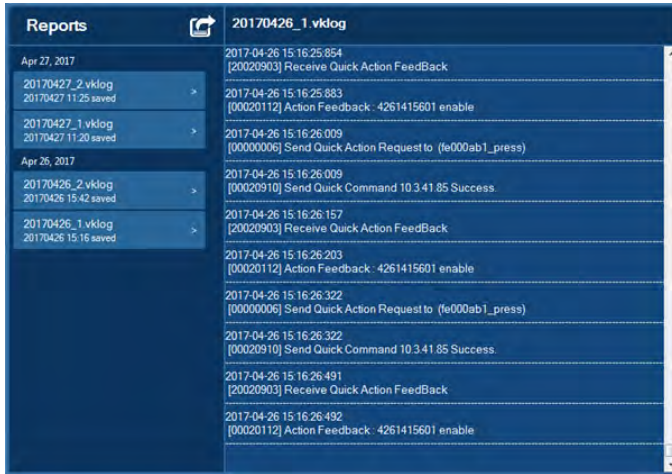 Reports
Apr 27, 2017
20170427_2.vklog
20170427 11:25 saved
>
20170427_1.vklog
20170427 11:20 saved
>
Apr 26, 2017
20170426_2.vklog
20170426 15:42 saved
>
20170426_1.vklog
20170426 15:16 saved
>
20170426_1.vklog
2017-04-26 15:16:25:854
[20020903] Receive Quick Action FeedBack
2017-04-26 15:16:25:883
[00020112] Action Feedback : 4261415601 enable
2017-04-26 15:16:26:009
[00000006] Send Quick Action Request to (fe000ab1_press)
2017-04-26 15:16:26:009
[00020910] Send Quick Command 10.3.41.85 Success.
2017-04-26 15:16:26:157
[20020903] Receive Quick Action FeedBack
2017-04-26 15:16:26:203
[00020112] Action Feedback : 4261415601 enable
2017-04-26 15:16:26:322
[00000006] Send Quick Action Request to (fe000ab1_press)
2017-04-26 15:16:26:322
[00020910] Send Quick Command 10.3.41.85 Success.
2017-04-26 15:16:26:491
[20020903] Receive Quick Action FeedBack
2017-04-26 15:16:26:492
[00020112] Action Feedback : 4261415601 enable